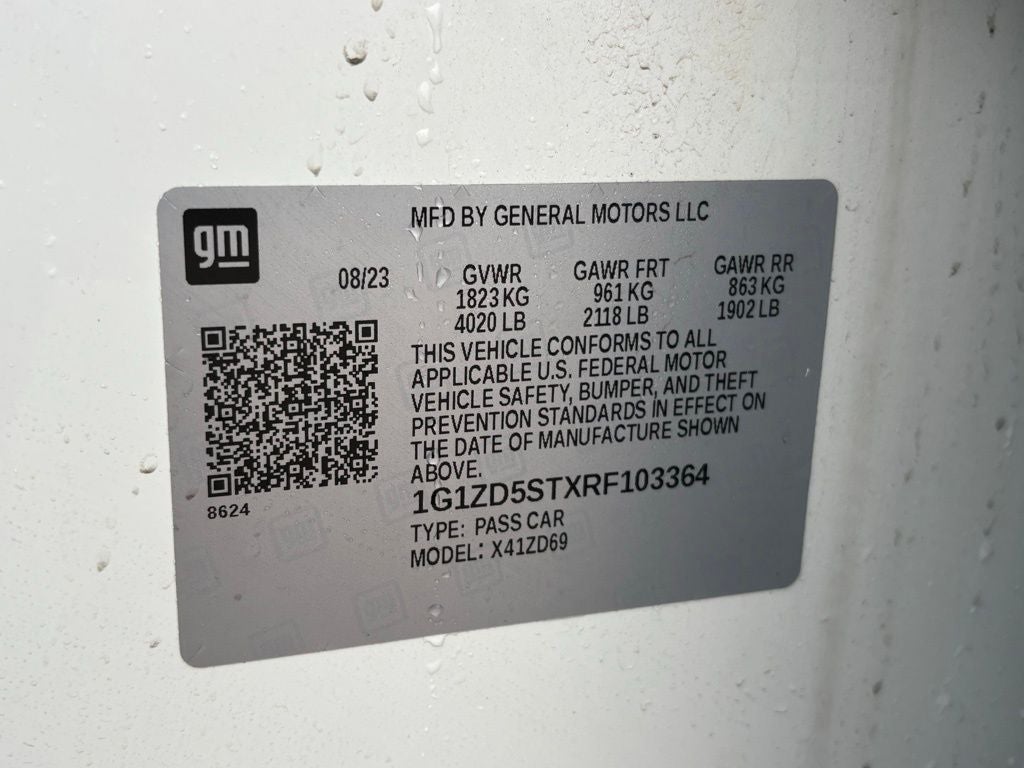 gm
MFD BY GENERAL MOTORS LLC
08/23
GVWR GAWR FRT GAWR RR
1823 KG 961 KG 863 KG
4020 LB 2118 LB 1902 LB
THIS VEHICLE CONFORMS TO ALL
APPLICABLE U.S. FEDERAL MOTOR
VEHICLE SAFETY, BUMPER, AND THEFT
PREVENTION STANDARDS IN EFFECT ON
THE DATE OF MANUFACTURE SHOWN
ABOVE.
1G1ZD5STXRF103364
8624
TYPE: PASS CAR
MODEL: X41ZD69